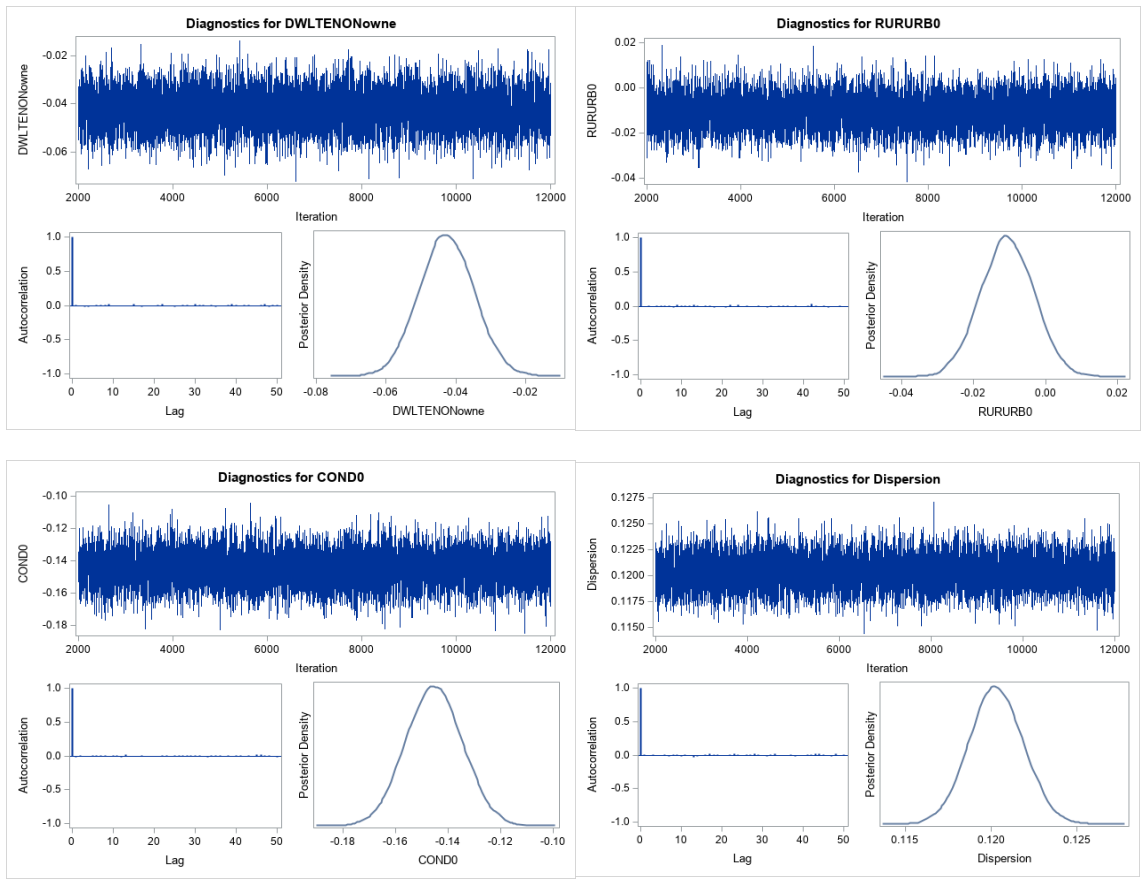 Diagnostics for DWLTENONowne
DWLTENONowne
-0.02
-0.04
-0.06
2000 4000 6000 8000 10000 12000
Iteration
Autocorrelation
1.0
0.5
0.0
-0.5
-1.0
0 10 20 30 40 50
Lag
Posterior Density
-0.08 -0.06 -0.04 -0.02
DWLTENONowne
Diagnostics for RURURB0
RURURB0
0.02
0.00
-0.02
-0.04
2000 4000 6000 8000 10000 12000
Iteration
Autocorrelation
1.0
0.5
0.0
-0.5
-1.0
0 10 20 30 40 50
Lag
Posterior Density
-0.04 -0.02 0.00 0.02
RURURB0
Diagnostics for COND0
COND0
-0.10
-0.12
-0.14
-0.16
-0.18
2000 4000 6000 8000 10000 12000
Iteration
Autocorrelation
1.0
0.5
0.0
-0.5
-1.0
0 10 20 30 40 50
Lag
Posterior Density
-0.18 -0.16 -0.14 -0.12 -0.10
COND0
Diagnostics for Dispersion
Dispersion
0.1275
0.1250
0.1225
0.1200
0.1175
0.1150
2000 4000 6000 8000 10000 12000
Iteration
Autocorrelation
1.0
0.5
0.0
-0.5
-1.0
0 10 20 30 40 50
Lag
Posterior Density
0.115 0.120 0.125
Dispersion